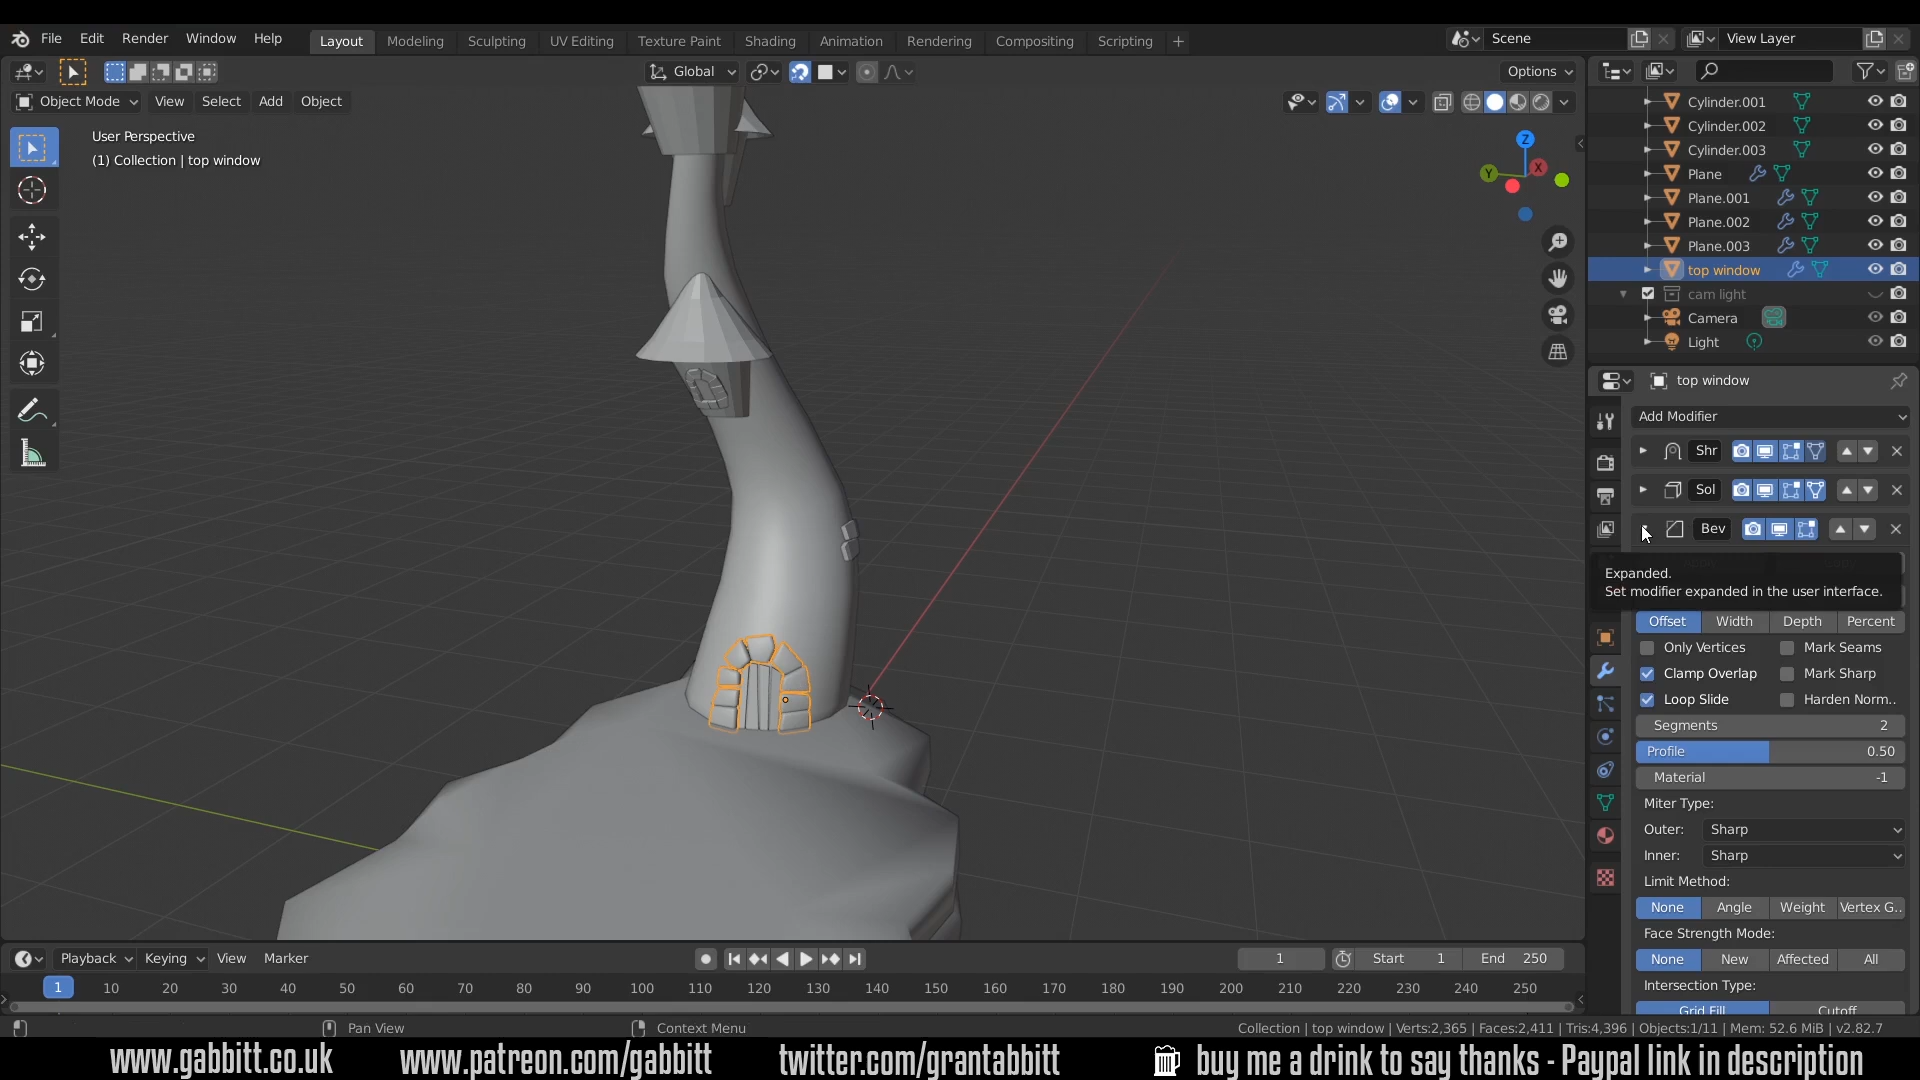 File Edit Render Window Help
Layout Modeling Sculpting UV Editing Texture Paint Shading Animation Rendering Compositing Scripting +
Scene
View Layer
Global
Options
Object Mode View Select Add Object
User Perspective
(1) Collection | top window
Z
Y
X
Cylinder.001
Cylinder.002
Cylinder.003
Plane
Plane.001
Plane.002
Plane.003
top window
cam light
Camera
Light
top window
Add Modifier
Shr
Sol
Bev
Expanded.
Set modifier expanded in the user interface.
Offset Width Depth Percent
Only Vertices Mark Seams
Clamp Overlap Mark Sharp
Loop Slide Harden Norm..
Segments 2
Profile 0.50
Material -1
Miter Type:
Outer: Sharp
Inner: Sharp
Limit Method:
None Angle Weight Vertex G..
Face Strength Mode:
None New Affected All
Intersection Type:
Grid Fill Cutoff
Playback Keying View Marker
1 Start 1 End 250
1 10 20 30 40 50 60 70 80 90 100 110 120 130 140 150 160 170 180 190 200 210 220 230 240 250
Pan View
Context Menu
Collection | top window | Verts:2,365 | Faces:2,411 | Tris:4,396 | Objects:1/11 | Mem: 52.6 MiB | v2.82.7
www.gabbitt.co.uk www.patreon.com/gabbitt twitter.com/grantabbitt buy me a drink to say thanks - Paypal link in description